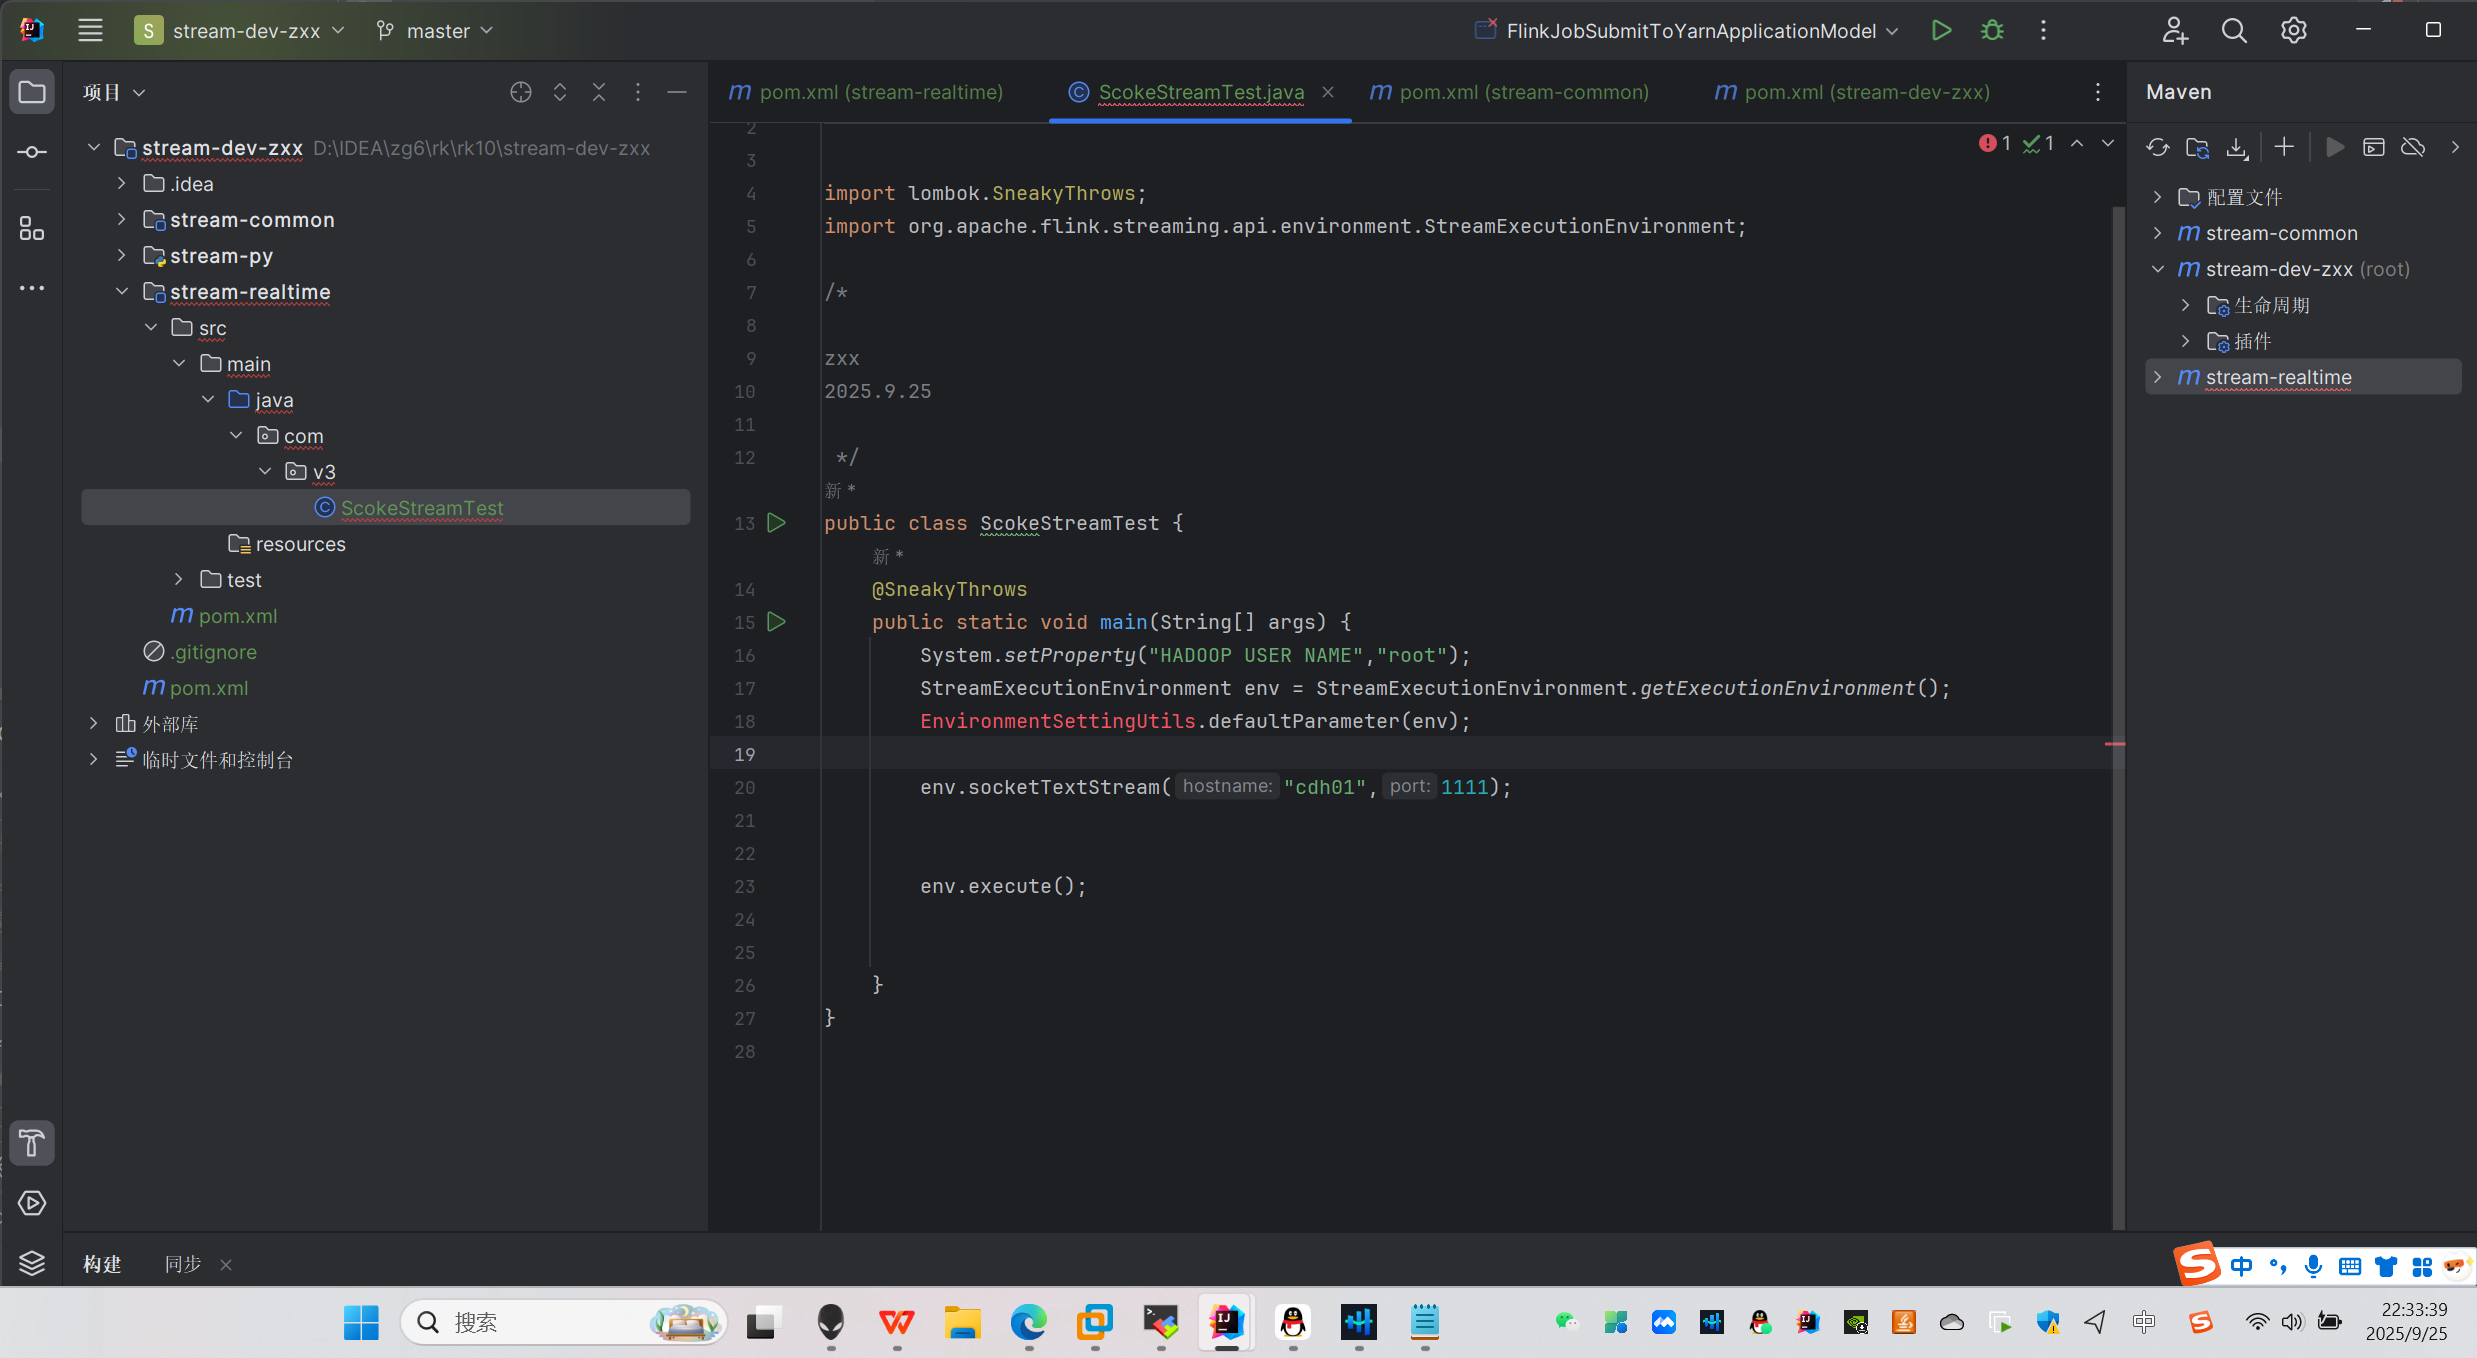 S stream-dev-zxx master FlinkJobSubmitToYarnApplicationModel
项目
pom.xml (stream-realtime) ScokeStreamTest.java pom.xml (stream-common) pom.xml (stream-dev-zxx)
Maven
stream-dev-zxx D:\IDEA\zg6\rk\rk10\stream-dev-zxx
.idea
stream-common
stream-py
stream-realtime
src
main
java
com
v3
ScokeStreamTest
resources
test
pom.xml
.gitignore
pom.xml
外部库
临时文件和控制台
1 1
2
3
4 import lombok.SneakyThrows;
5 import org.apache.flink.streaming.api.environment.StreamExecutionEnvironment;
6
7 /*
8
9 zxx
10 2025.9.25
11
12 */
新 *
13 public class ScokeStreamTest {
新 *
14 @SneakyThrows
15 public static void main(String[] args) {
16 System.setProperty("HADOOP USER NAME","root");
17 StreamExecutionEnvironment env = StreamExecutionEnvironment.getExecutionEnvironment();
18 EnvironmentSettingUtils.defaultParameter(env);
19
20 env.socketTextStream( hostname: "cdh01", port: 1111);
21
22
23 env.execute();
24
25
26 }
27 }
28
配置文件
stream-common
stream-dev-zxx (root)
生命周期
插件
stream-realtime
构建 同步
中
搜索
中
22:33:39
2025/9/25